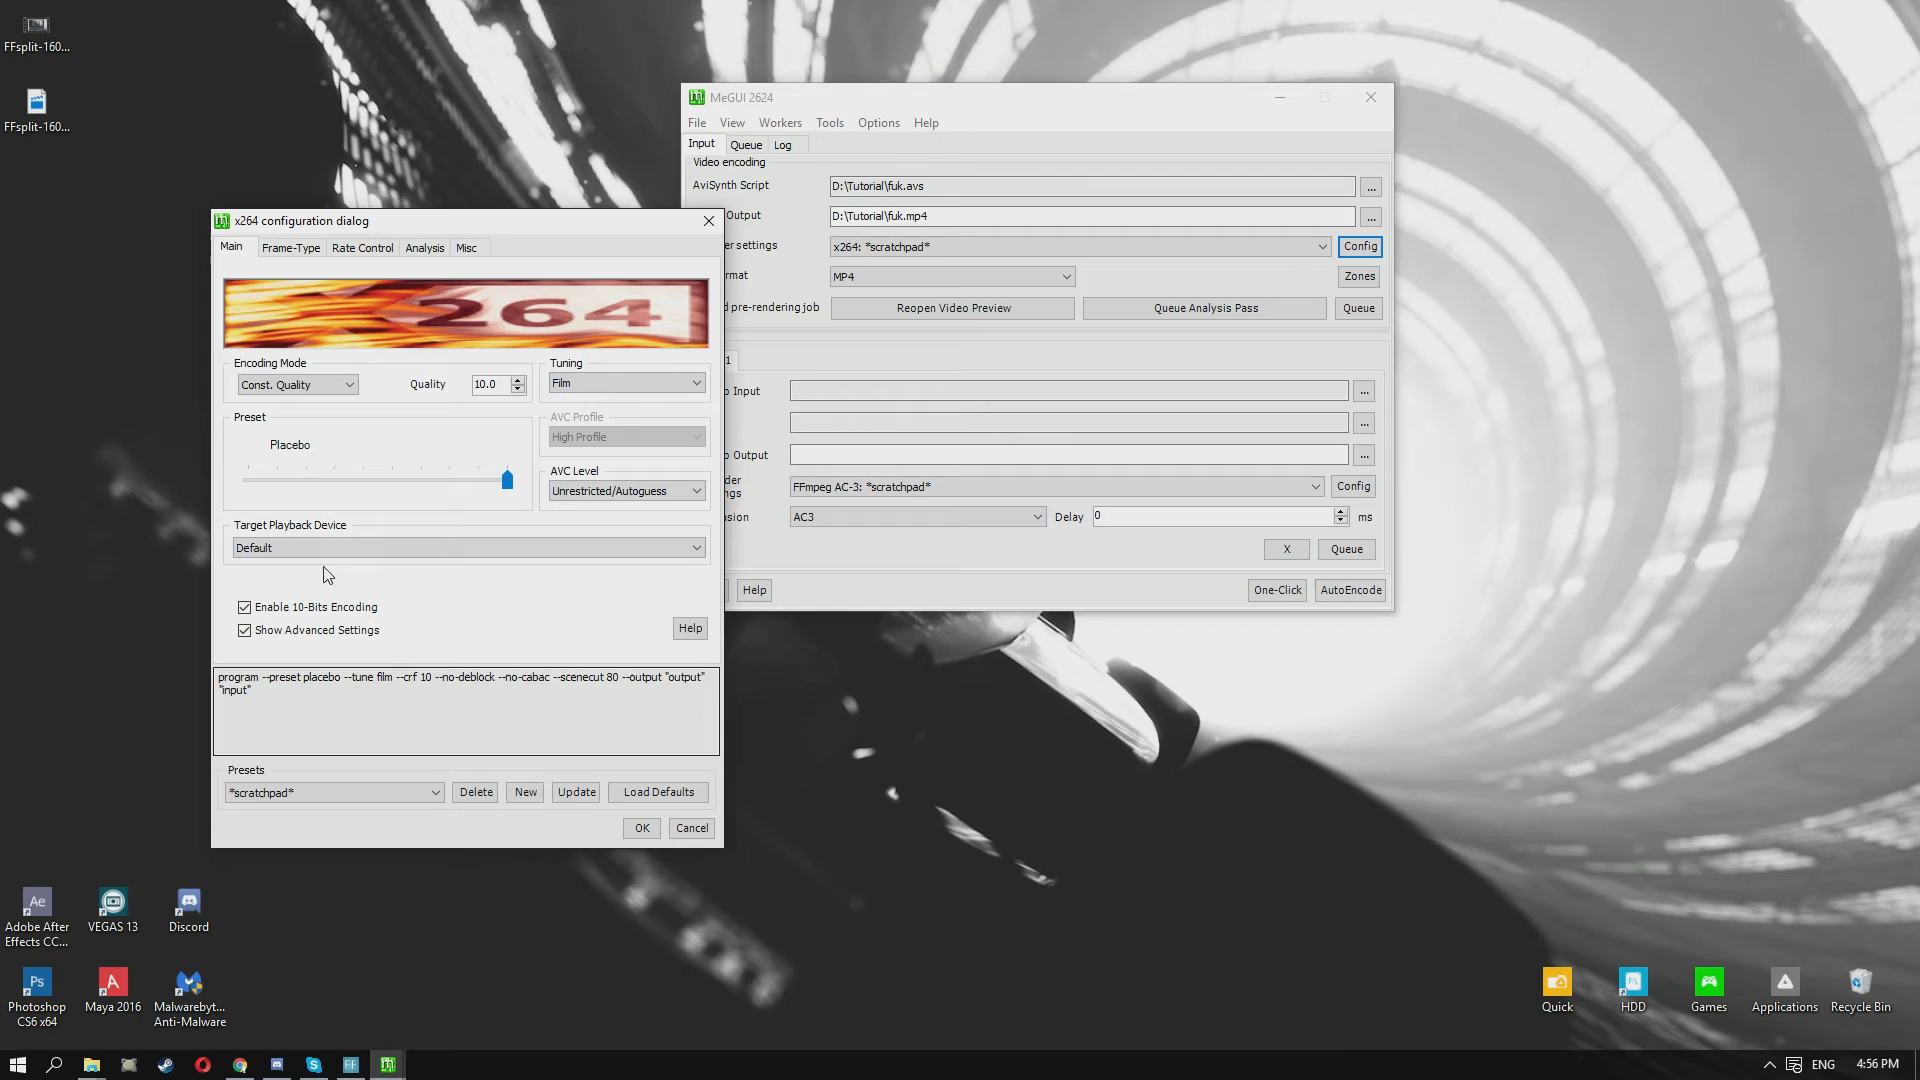 FFsplit-160...
FFsplit-160...
MeGUI 2624
File View Workers Tools Options Help
Input Queue Log
Video encoding
AviSynth Script D:\Tutorial\fuk.avs ...
Output D:\Tutorial\fuk.mp4 ...
er settings x264: *scratchpad* Config
rmat MP4 Zones
d pre-rendering job Reopen Video Preview Queue Analysis Pass Queue
1
o Input ...
...
o Output ...
der
ngs FFmpeg AC-3: *scratchpad* Config
nsion AC3 Delay 0 ms
X Queue
Help One-Click AutoEncode
x264 configuration dialog
Main Frame-Type Rate Control Analysis Misc
264
Encoding Mode
Const. Quality Quality 10.0
Tuning
Film
Preset
Placebo
AVC Profile
High Profile
AVC Level
Unrestricted/Autoguess
Target Playback Device
Default
Enable 10-Bits Encoding
Show Advanced Settings
Help
program --preset placebo --tune film --crf 10 --no-deblock --no-cabac --scenecut 80 --output "output"
"input"
Presets
*scratchpad* Delete New Update Load Defaults
OK Cancel
Ae
Adobe After
Effects CC...
VEGAS 13
Discord
Ps
Photoshop
CS6 x64
A
Maya 2016
Malwarebyt...
Anti-Malware
Quick
HDD
Games
Applications
Recycle Bin
FF
ENG
4:56 PM